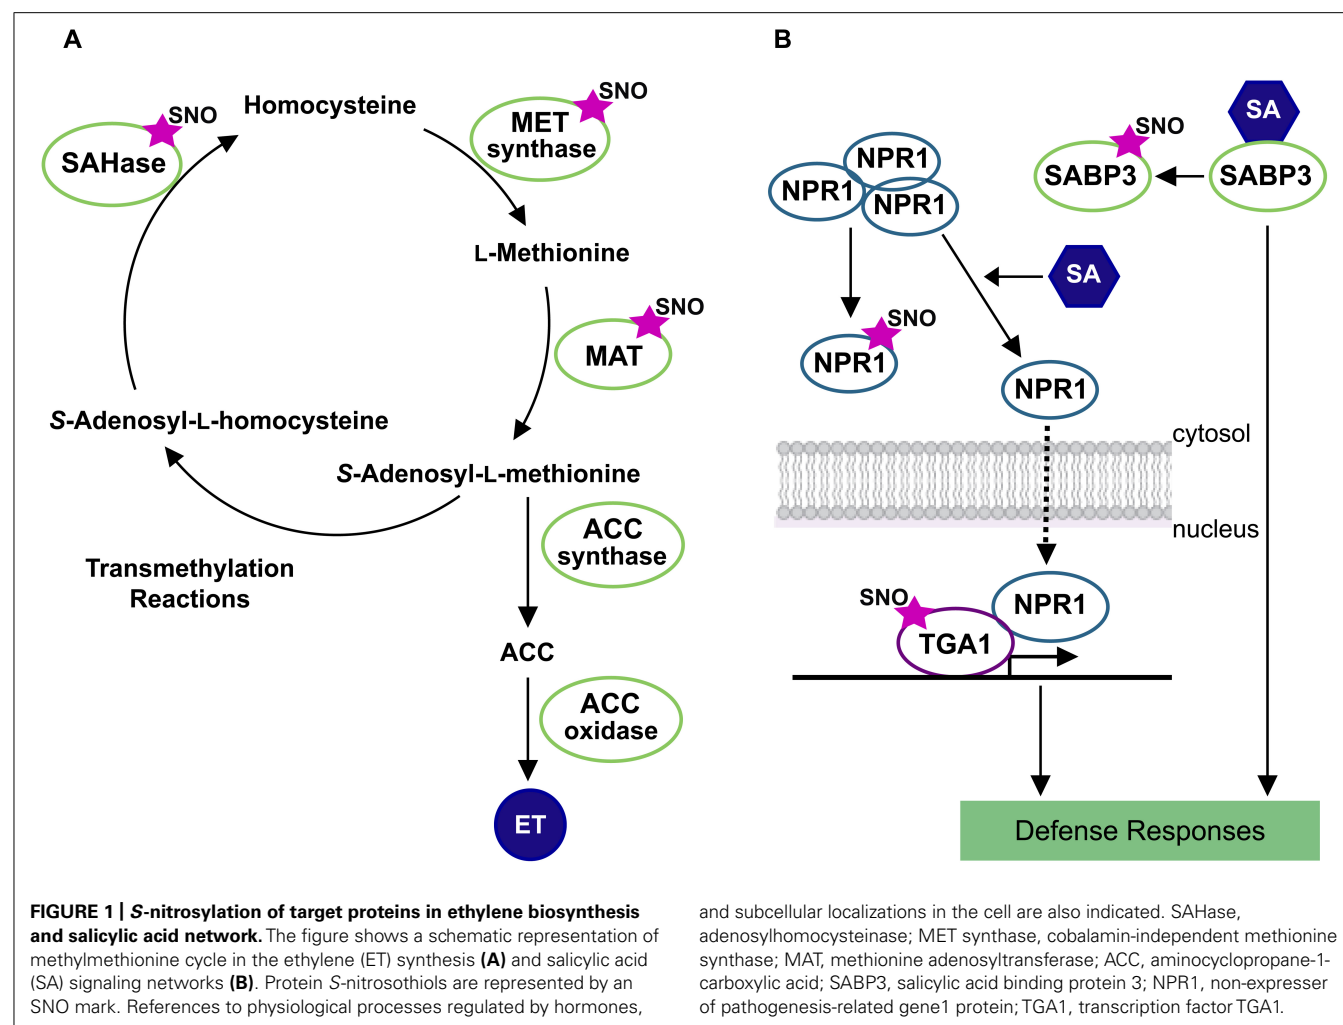 A
SNO
Homocysteine
SNO
MET
synthase
SAHase
L-Methionine
SNO
MAT
S-Adenosyl-L-homocysteine
S-Adenosyl-L-methionine
ACC
synthase
Transmethylation
Reactions
ACC
ACC
oxidase
ET
B
SA
SNO
NPR1
SABP3
SABP3
NPR1
NPR1
SA
SNO
NPR1
NPR1
cytosol
nucleus
SNO
NPR1
TGA1
Defense Responses
FIGURE 1 | S-nitrosylation of target proteins in ethylene biosynthesis
and salicylic acid network. The figure shows a schematic representation of
methylmethionine cycle in the ethylene (ET) synthesis (A) and salicylic acid
(SA) signaling networks (B). Protein S-nitrosothiols are represented by an
SNO mark. References to physiological processes regulated by hormones,
and subcellular localizations in the cell are also indicated. SAHase,
adenosylhomocysteinase; MET synthase, cobalamin-independent methionine
synthase; MAT, methionine adenosyltransferase; ACC, aminocyclopropane-1-
carboxylic acid; SABP3, salicylic acid binding protein 3; NPR1, non-expresser
of pathogenesis-related gene1 protein; TGA1, transcription factor TGA1.